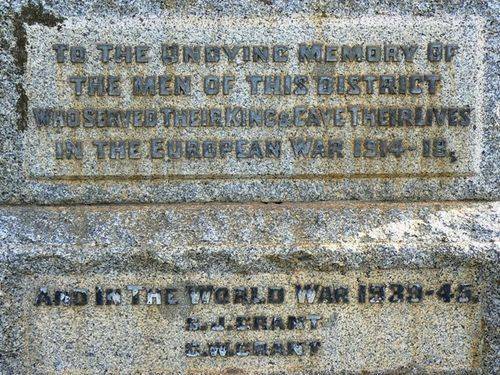 TO THE UNDYING MEMORY OF
THE MEN OF THIS DISTRICT
WHO SERVED THEIR KING & GAVE THEIR LIVES
IN THE EUROPEAN WAR 1914-18.
AND IN THE WORLD WAR 1939-45.
S.J. GRANT
S.W. GRANT